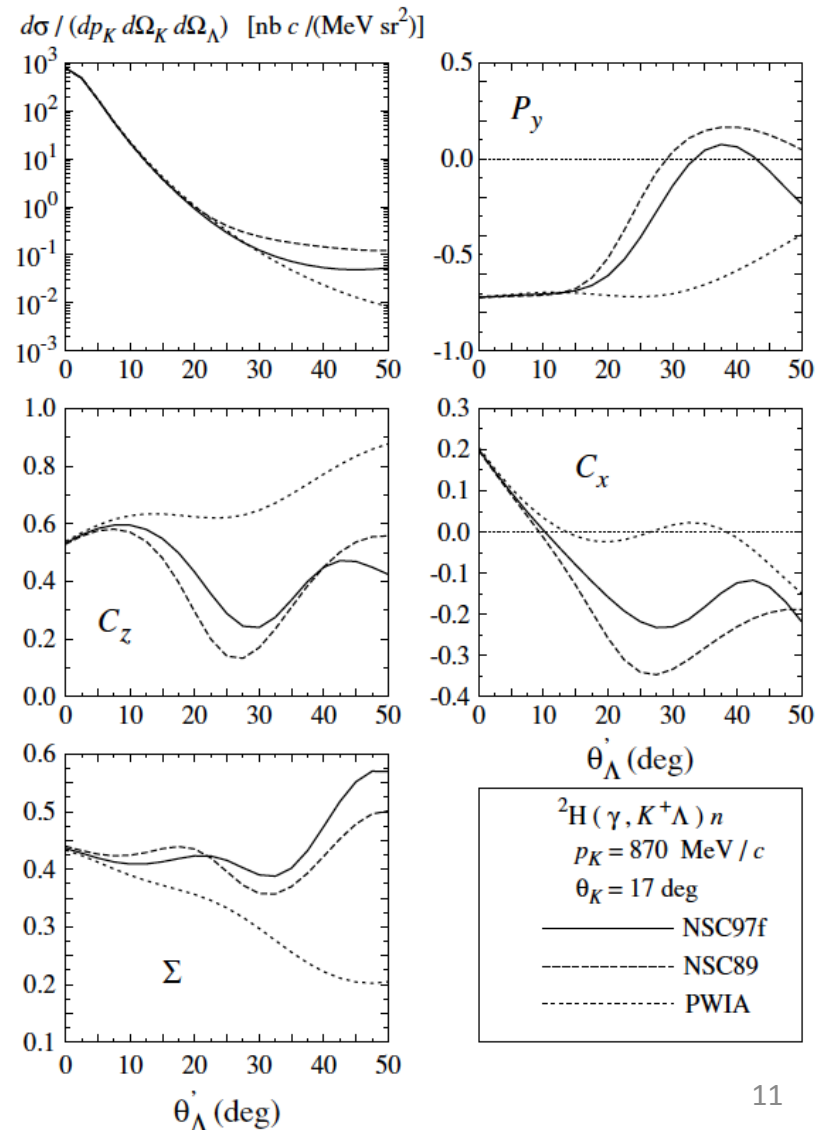 dσ / (dp_K dΩ_K dΩ_Λ) [nb c /(MeV sr²)]
10³
10²
10¹
10⁰
10⁻¹
10⁻²
10⁻³
0 10 20 30 40 50
0.5
0.0
-0.5
-1.0
P_y
0 10 20 30 40 50
1.0
0.8
0.6
0.4
0.2
0.0
C_z
0 10 20 30 40 50
0.3
0.2
0.1
0.0
-0.1
-0.2
-0.3
-0.4
C_x
0 10 20 30 40 50
θ'_Λ (deg)
0.6
0.5
0.4
0.3
0.2
0.1
Σ
0 10 20 30 40 50
θ'_Λ (deg)
²H ( γ, K⁺Λ ) n
p_K = 870 MeV / c
θ_K = 17 deg
NSC97f
NSC89
PWIA
11